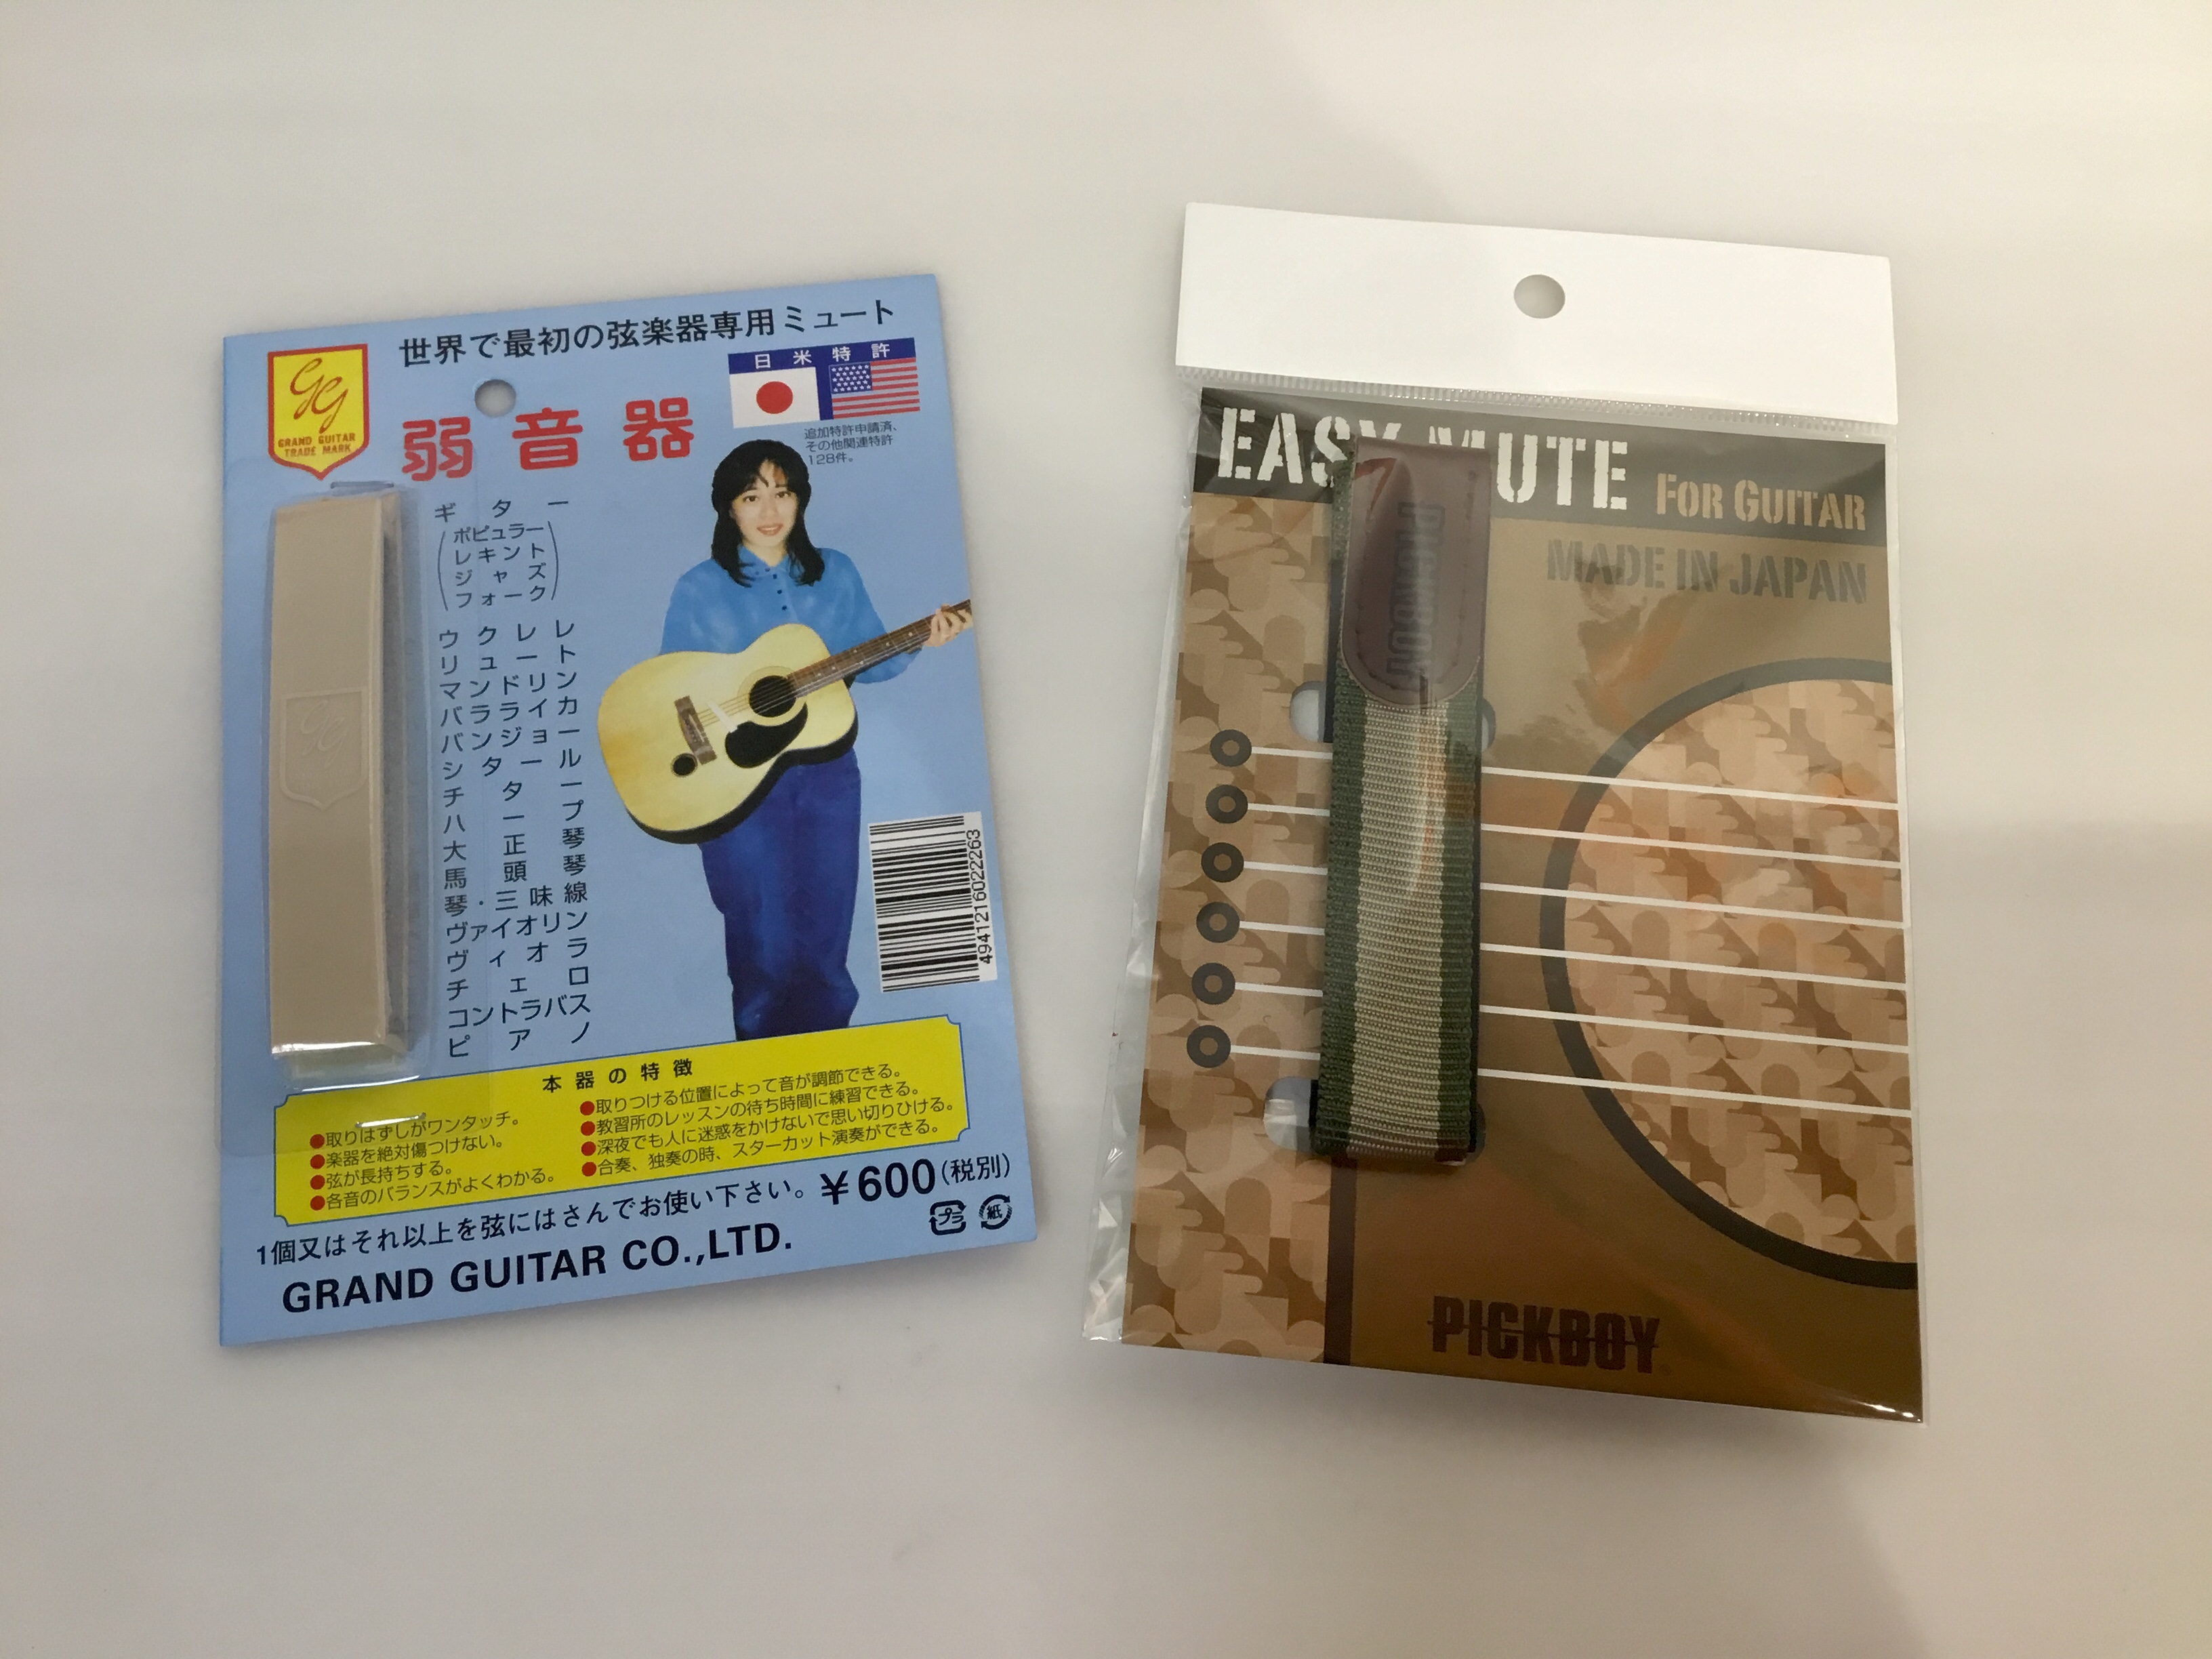 世界で最初の弦楽器専用ミュート
GG
GRAND GUITAR
TRADE MARK
日米特許
弱音器
追加特許申請済、
その他関連特許
128件。
ギター
(ポピュラー
レキント
ジャズ
フォーク)
ウクレレ
リュート
マンドリン
バラライカ
バンジョー
シタール
チター
ハープ
大正琴
馬頭琴
琴・三味線
ヴァイオリン
ヴィオラ
チェロ
コントラバス
ピアノ
4941216022263
本器の特徴
●取りはずしがワンタッチ。
●楽器を絶対傷つけない。
●弦が長持ちする。
●各音のバランスがよくわかる。
●取りつける位置によって音が調節できる。
●教習所のレッスンの待ち時間に練習できる。
●深夜でも人に迷惑をかけないで思い切りひける。
●合奏、独奏の時、スターカット演奏ができる。
1個又はそれ以上を弦にはさんでお使い下さい。 ¥600(税別)
プラ 紙
GRAND GUITAR CO.,LTD.
EASY MUTE FOR GUITAR
MADE IN JAPAN
PICKBOY
PICKBOY